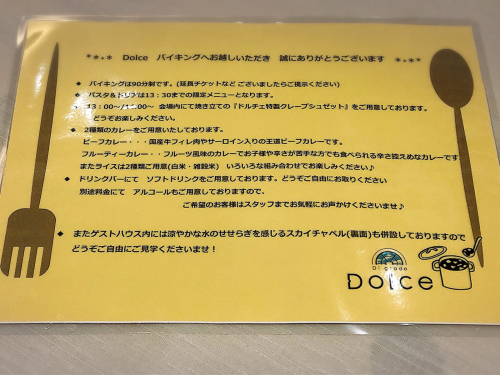 **₊* Dolce バイキングへお越しいただき 誠にありがとうございます *₊**
◆ バイキングは90分制です。(延長チケットなど ございましたらご提示ください)
◆ パスタ&ドリアは13：30までの限定メニューとなります。
◆ 13：00～/15:00～ 会場内にて焼き立ての『ドルチェ特製クレープシュゼット』をご用意しております。
どうぞお楽しみください。
◆ 2種類のカレーをご用意いたしております。
ビーフカレー・・・国産牛フィレ肉やサーロイン入りの王道ビーフカレーです。
フルーティーカレー・・・フルーツ風味のカレーでお子様や辛さが苦手な方でも食べられる辛さ控えめなカレーです
またライスは2種類ご用意(白米・雑穀米) いろいろな組み合わせでお楽しみください♪
◆ ドリンクバーにて ソフトドリンクをご用意しております。どうぞご自由にお取りください
別途料金にて アルコールもご用意しておりますので、
ご希望のお客様はスタッフまでお気軽にお声かけくださいませ♪
◆ またゲストハウス内には涼やかな水のせせらぎを感じるスカイチャペル(裏面)も併設しておりますので
どうぞご自由にご見学くださいませ！
Di grado
Dolce